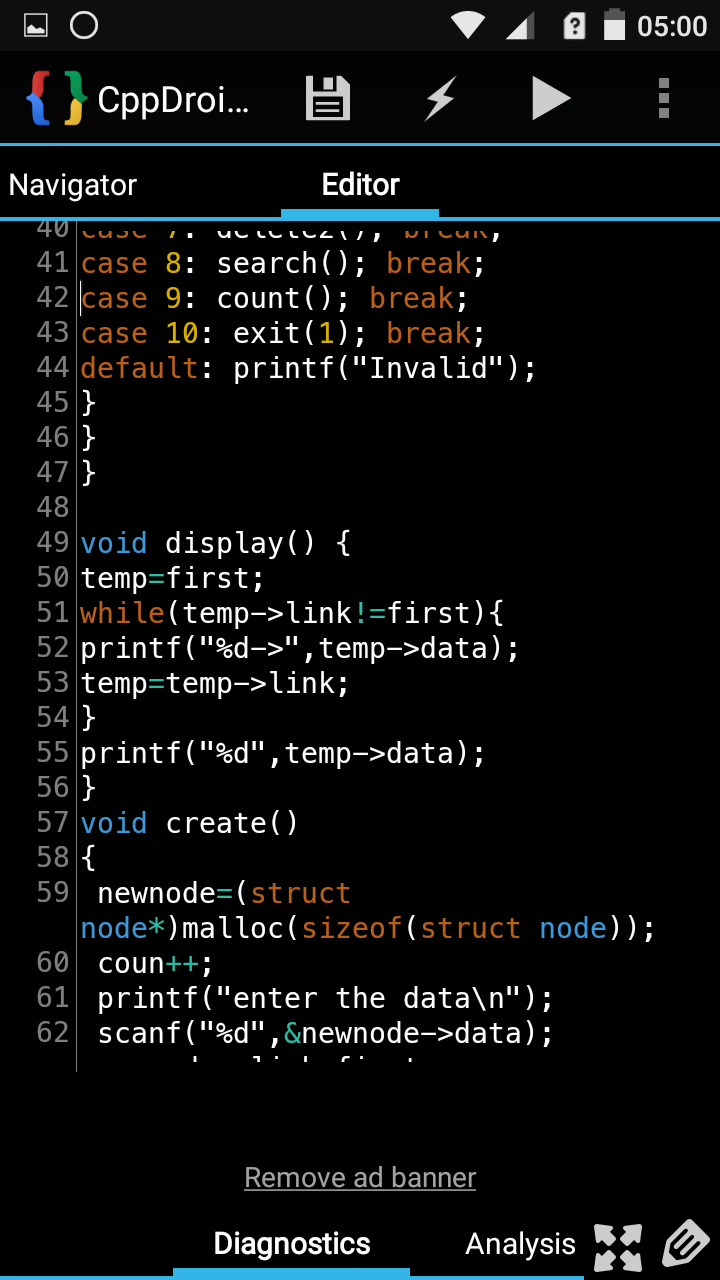 05:00
CppDroi...
Navigator
Editor
40 case 7: delete2(); break;
41 case 8: search(); break;
42 case 9: count(); break;
43 case 10: exit(1); break;
44 default: printf("Invalid");
45 }
46 }
47 }
48
49 void display() {
50 temp=first;
51 while(temp->link!=first){
52 printf("%d->",temp->data);
53 temp=temp->link;
54 }
55 printf("%d",temp->data);
56 }
57 void create()
58 {
59 newnode=(struct
node*)malloc(sizeof(struct node));
60 coun++;
61 printf("enter the data\n");
62 scanf("%d",&newnode->data);
Remove ad banner
Diagnostics
Analysis